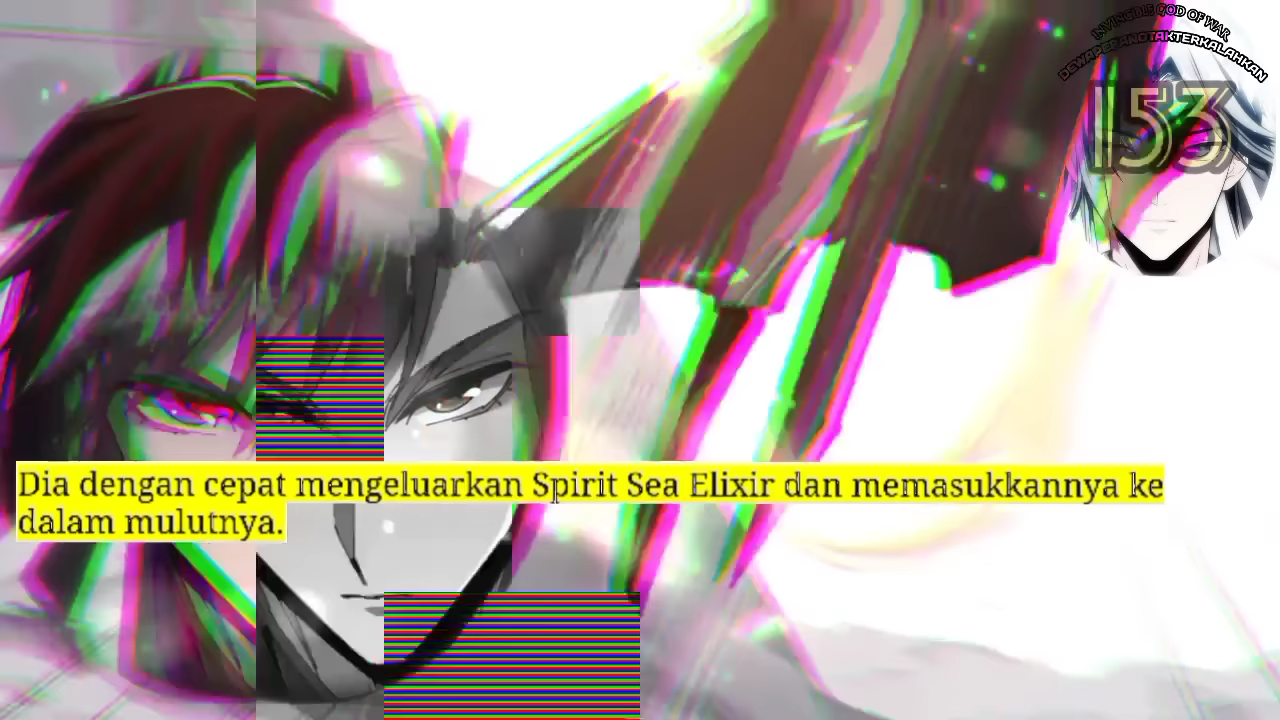 INVINCIBLE GOD OF WAR
DEWAPERANGTAKTERKALAHKAN
153
Dia dengan cepat mengeluarkan Spirit Sea Elixir dan memasukkannya ke
dalam mulutnya.